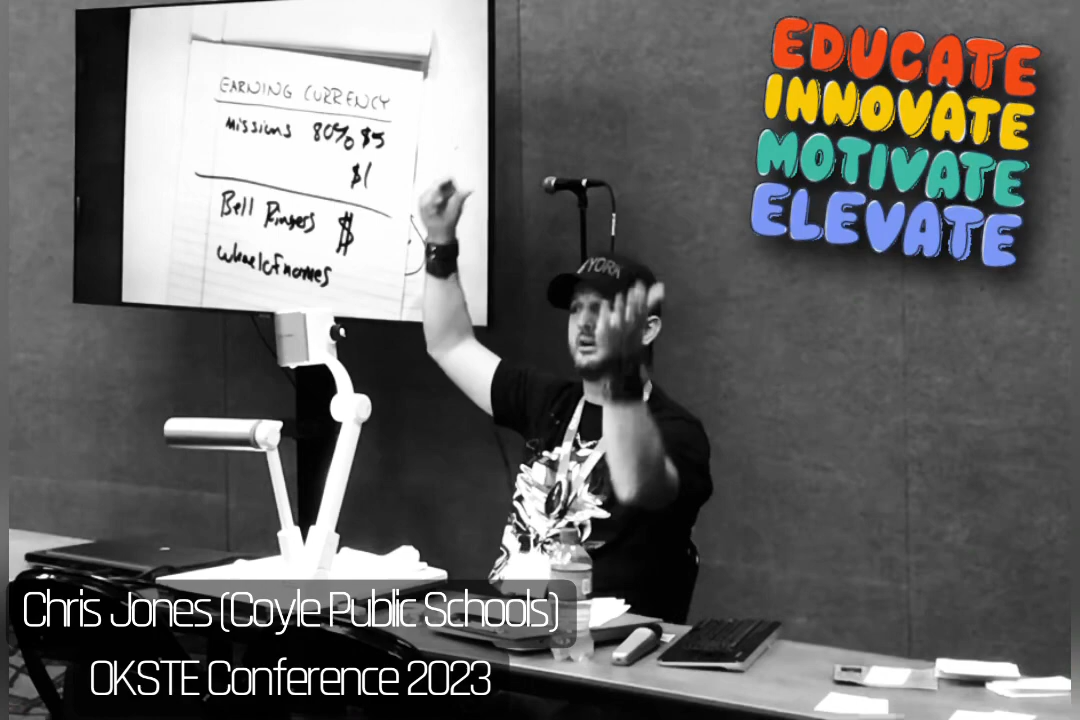 EARNING CURRENCY
Missions 80% $5
$1
Bell Ringers $
wheelofnames
EDUCATE
INNOVATE
MOTIVATE
ELEVATE
YORK
Chris Jones (Coyle Public Schools)
OKSTE Conference 2023